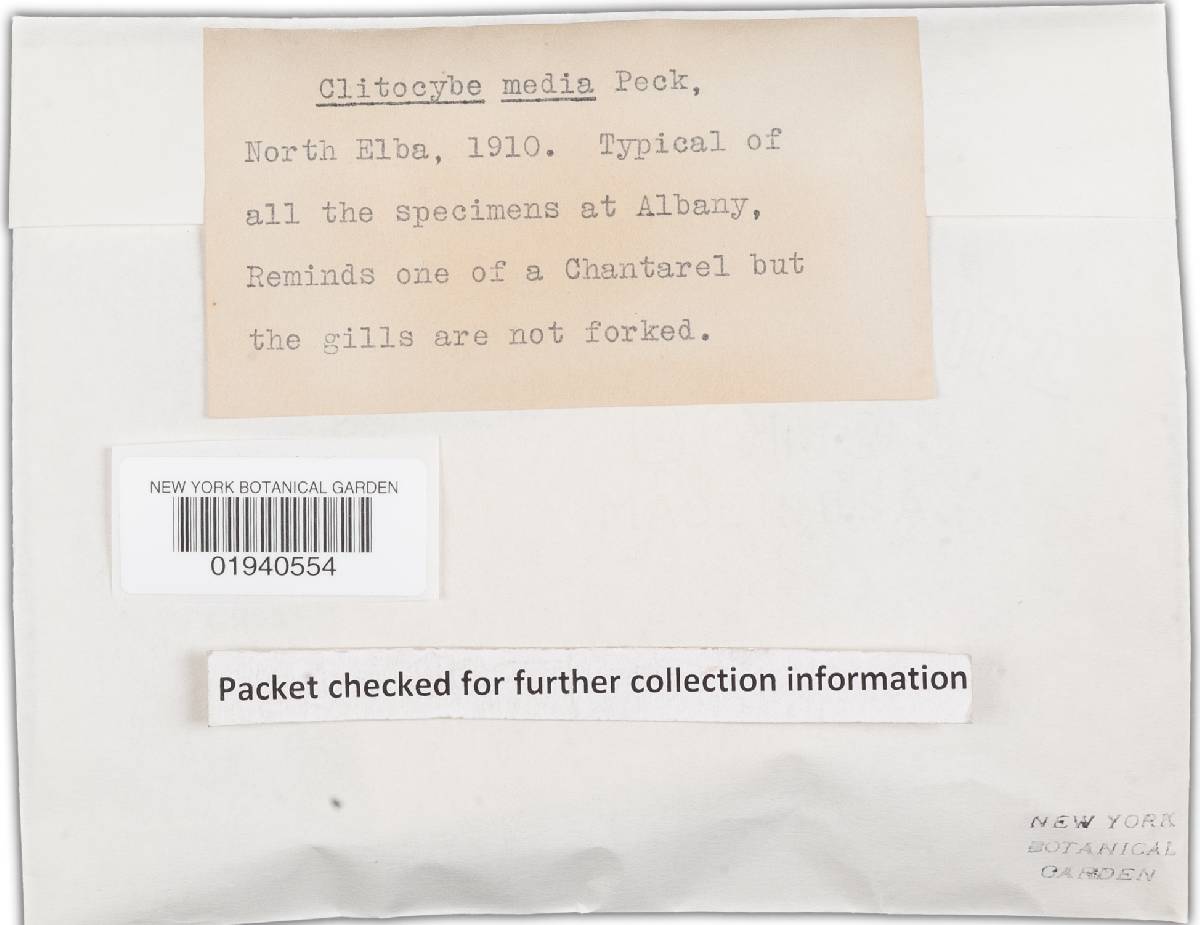 Clitocybe media Peck,
North Elba, 1910. Typical of
all the specimens at Albany,
Reminds one of a Chantarel but
the gills are not forked.
NEW YORK BOTANICAL GARDEN
01940554
Packet checked for further collection information
NEW YORK
BOTANICAL
GARDEN